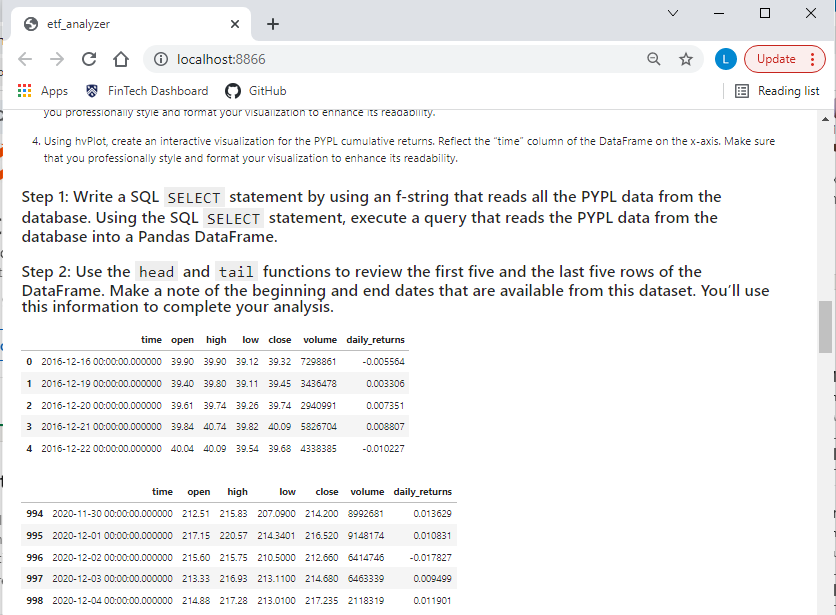 etf_analyzer
localhost:8866
L
Update
Apps
FinTech Dashboard
GitHub
Reading list
you professionally style and format your visualization to enhance its readability.
4. Using hvPlot, create an interactive visualization for the PYPL cumulative returns. Reflect the “time” column of the DataFrame on the x-axis. Make sure
that you professionally style and format your visualization to enhance its readability.
Step 1: Write a SQL SELECT statement by using an f-string that reads all the PYPL data from the
database. Using the SQL SELECT statement, execute a query that reads the PYPL data from the
database into a Pandas DataFrame.
Step 2: Use the head and tail functions to review the first five and the last five rows of the
DataFrame. Make a note of the beginning and end dates that are available from this dataset. You’ll use
this information to complete your analysis.
time open high low close volume daily_returns
0 2016-12-16 00:00:00.000000 39.90 39.90 39.12 39.32 7298861 -0.005564
1 2016-12-19 00:00:00.000000 39.40 39.80 39.11 39.45 3436478 0.003306
2 2016-12-20 00:00:00.000000 39.61 39.74 39.26 39.74 2940991 0.007351
3 2016-12-21 00:00:00.000000 39.84 40.74 39.82 40.09 5826704 0.008807
4 2016-12-22 00:00:00.000000 40.04 40.09 39.54 39.68 4338385 -0.010227
time open high low close volume daily_returns
994 2020-11-30 00:00:00.000000 212.51 215.83 207.0900 214.200 8992681 0.013629
995 2020-12-01 00:00:00.000000 217.15 220.57 214.3401 216.520 9148174 0.010831
996 2020-12-02 00:00:00.000000 215.60 215.75 210.5000 212.660 6414746 -0.017827
997 2020-12-03 00:00:00.000000 213.33 216.93 213.1100 214.680 6463339 0.009499
998 2020-12-04 00:00:00.000000 214.88 217.28 213.0100 217.235 2118319 0.011901